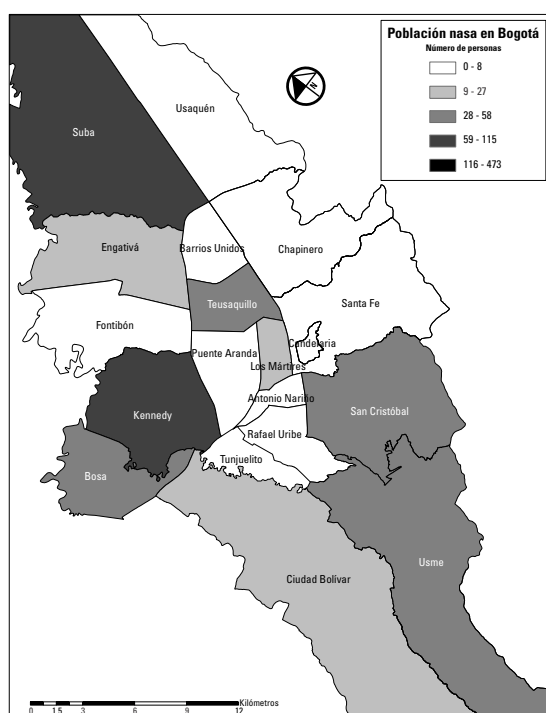 Población nasa en Bogotá
Número de personas
0 - 8
9 - 27
28 - 58
59 - 115
116 - 473
N
Usaquén
Suba
Engativá
Barrios Unidos
Chapinero
Teusaquillo
Santa Fe
Fontibón
Candelaria
Puente Aranda
Los Mártires
Antonio Nariño
Kennedy
San Cristóbal
Rafael Uribe
Tunjuelito
Bosa
Usme
Ciudad Bolívar
Kilómetros
0 1.5 3 6 9 12